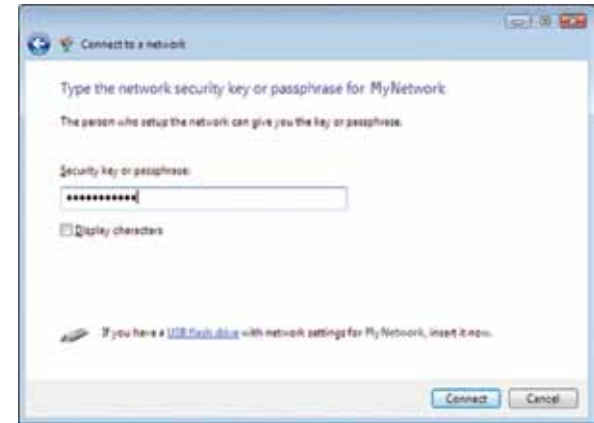 Connect to a network
Type the network security key or passphrase for MyNetwork
The person who setup the network can give you the key or passphrase.
Security key or passphrase:
•••••••••••
Display characters
If you have a USB flash drive with network settings for MyNetwork, insert it now.
Connect Cancel